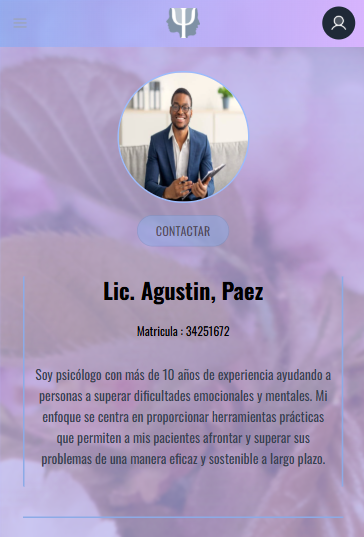 CONTACTAR
Lic. Agustin, Paez
Matricula : 34251672
Soy psicólogo con más de 10 años de experiencia ayudando a
personas a superar dificultades emocionales y mentales. Mi
enfoque se centra en proporcionar herramientas prácticas
que permiten a mis pacientes afrontar y superar sus
problemas de una manera eficaz y sostenible a largo plazo.